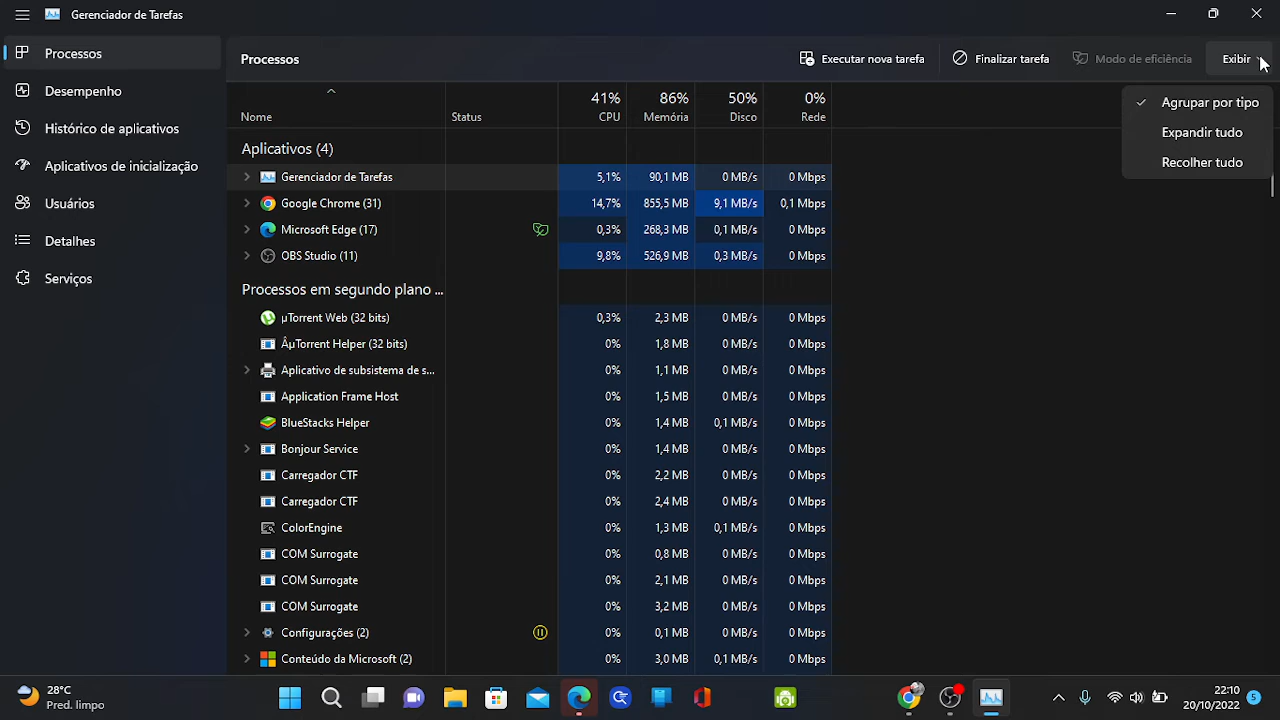 Gerenciador de Tarefas
Processos
Desempenho
Histórico de aplicativos
Aplicativos de inicialização
Usuários
Detalhes
Serviços
Processos
Executar nova tarefa
Finalizar tarefa
Modo de eficiência
Exibir
Agrupar por tipo
Expandir tudo
Recolher tudo
41% 86% 50% 0%
Nome Status CPU Memória Disco Rede
Aplicativos (4)
Gerenciador de Tarefas 5,1% 90,1 MB 0 MB/s 0 Mbps
Google Chrome (31) 14,7% 855,5 MB 9,1 MB/s 0,1 Mbps
Microsoft Edge (17) 0,3% 268,3 MB 0,1 MB/s 0 Mbps
OBS Studio (11) 9,8% 526,9 MB 0,3 MB/s 0 Mbps
Processos em segundo plano ...
µTorrent Web (32 bits) 0,3% 2,3 MB 0 MB/s 0 Mbps
ÂµTorrent Helper (32 bits) 0% 1,8 MB 0 MB/s 0 Mbps
Aplicativo de subsistema de s... 0% 1,1 MB 0 MB/s 0 Mbps
Application Frame Host 0% 1,5 MB 0 MB/s 0 Mbps
BlueStacks Helper 0% 1,4 MB 0,1 MB/s 0 Mbps
Bonjour Service 0% 1,4 MB 0 MB/s 0 Mbps
Carregador CTF 0% 2,2 MB 0 MB/s 0 Mbps
Carregador CTF 0% 2,4 MB 0 MB/s 0 Mbps
ColorEngine 0% 1,3 MB 0,1 MB/s 0 Mbps
COM Surrogate 0% 0,8 MB 0 MB/s 0 Mbps
COM Surrogate 0% 2,1 MB 0 MB/s 0 Mbps
COM Surrogate 0% 3,2 MB 0 MB/s 0 Mbps
Configurações (2) 0% 0,1 MB 0 MB/s 0 Mbps
Conteúdo da Microsoft (2) 0% 3,0 MB 0,1 MB/s 0 Mbps
28°C
Pred. limpo
22:10
20/10/2022
5